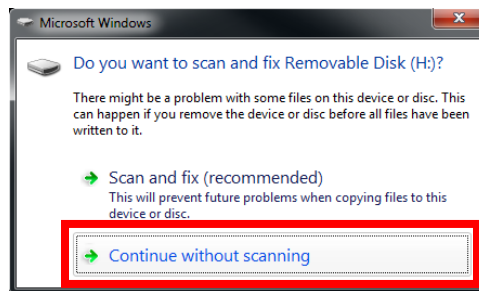 Microsoft Windows
Do you want to scan and fix Removable Disk (H:)?
There might be a problem with some files on this device or disc. This
can happen if you remove the device or disc before all files have been
written to it.
Scan and fix (recommended)
This will prevent future problems when copying files to this
device or disc.
Continue without scanning